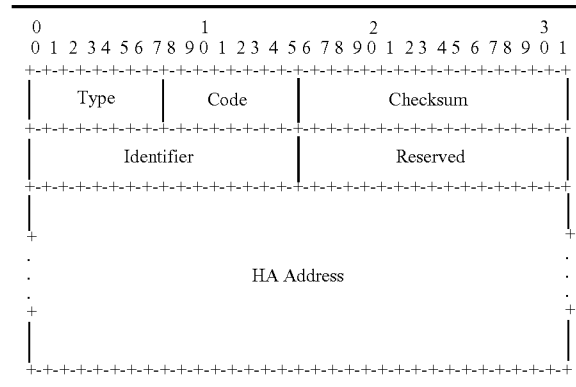 0 1 2 3
0 1 2 3 4 5 6 7 8 9 0 1 2 3 4 5 6 7 8 9 0 1 2 3 4 5 6 7 8 9 0 1
+-+-+-+-+-+-+-+-+-+-+-+-+-+-+-+-+-+-+-+-+-+-+-+-+-+-+-+-+-+-+-+-+
| Type | Code | Checksum |
+-+-+-+-+-+-+-+-+-+-+-+-+-+-+-+-+-+-+-+-+-+-+-+-+-+-+-+-+-+-+-+-+
| Identifier | Reserved |
+-+-+-+-+-+-+-+-+-+-+-+-+-+-+-+-+-+-+-+-+-+-+-+-+-+-+-+-+-+-+-+-+
| |
+ +
. .
. HA Address .
. .
+ +
| |
+-+-+-+-+-+-+-+-+-+-+-+-+-+-+-+-+-+-+-+-+-+-+-+-+-+-+-+-+-+-+-+-+